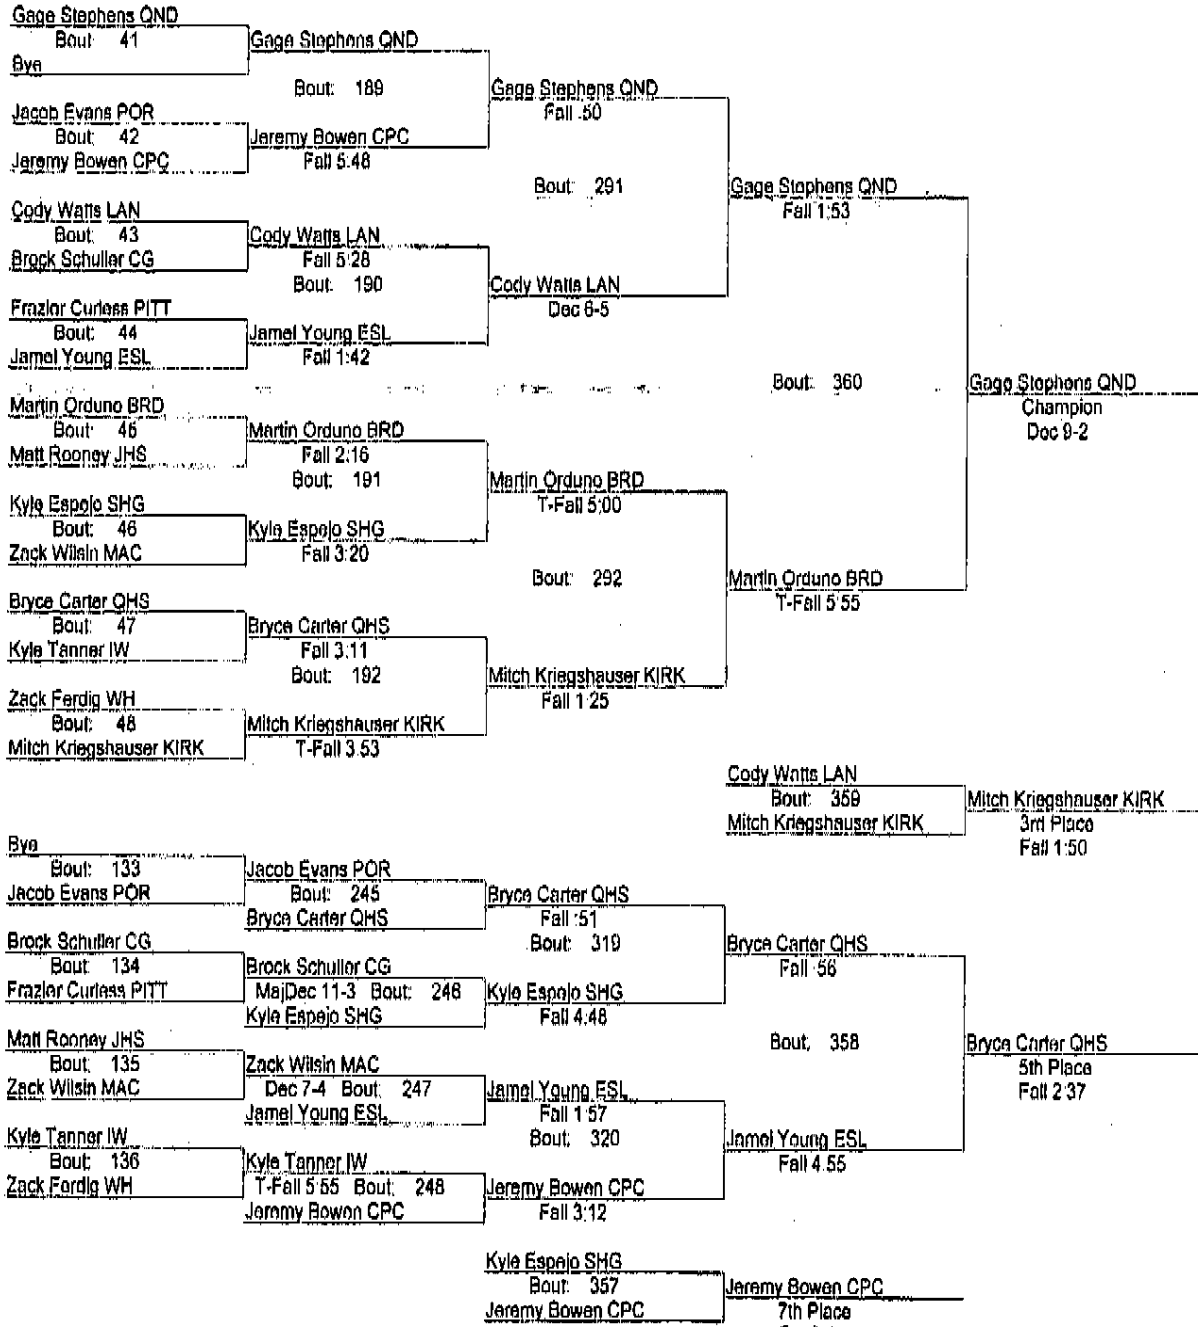 Gage Stephens QND
Bout: 41
Bye
Gage Stephens QND
Bout: 189
Jacob Evans POR
Bout: 42
Jeremy Bowen CPC
Jeremy Bowen CPC
Fall 5:48
Gage Stephens QND
Fall :50
Bout: 291
Cody Watts LAN
Bout: 43
Brock Schuller CG
Cody Watts LAN
Fall 5:28
Bout: 190
Frazier Curless PITT
Bout: 44
Jamel Young ESL
Jamel Young ESL
Fall 1:42
Cody Watts LAN
Dec 6-5
Gage Stephens QND
Fall 1:53
Bout: 360
Martin Orduno BRD
Bout: 45
Matt Rooney JHS
Martin Orduno BRD
Fall 2:16
Bout: 191
Kyle Espejo SHG
Bout: 46
Zack Wilsin MAC
Kyle Espejo SHG
Fall 3:20
Martin Orduno BRD
T-Fall 5:00
Bout: 292
Bryce Carter QHS
Bout: 47
Kyle Tanner IW
Bryce Carter QHS
Fall 3:11
Bout: 192
Zack Ferdig WH
Bout: 48
Mitch Kriegshauser KIRK
Mitch Kriegshauser KIRK
T-Fall 3:53
Mitch Kriegshauser KIRK
Fall 1:25
Martin Orduno BRD
T-Fall 5:55
Gage Stephens QND
Champion
Dec 9-2
Cody Watts LAN
Bout: 359
Mitch Kriegshauser KIRK
Mitch Kriegshauser KIRK
3rd Place
Fall 1:50
Bye
Bout: 133
Jacob Evans POR
Jacob Evans POR
Bout: 245
Bryce Carter QHS
Bryce Carter QHS
Fall :51
Bout: 319
Brock Schuller CG
Bout: 134
Frazier Curless PITT
Brock Schuller CG
MajDec 11-3 Bout: 246
Kyle Espejo SHG
Kyle Espejo SHG
Fall 4:48
Bryce Carter QHS
Fall :56
Bout: 358
Matt Rooney JHS
Bout: 135
Zack Wilsin MAC
Zack Wilsin MAC
Dec 7-4 Bout: 247
Jamel Young ESL
Jamel Young ESL
Fall 1:57
Bout: 320
Kyle Tanner IW
Bout: 136
Zack Ferdig WH
Kyle Tanner IW
T-Fall 5:55 Bout: 248
Jeremy Bowen CPC
Jeremy Bowen CPC
Fall 3:12
Jamel Young ESL
Fall 4:55
Bryce Carter QHS
5th Place
Fall 2:37
Kyle Espejo SHG
Bout: 357
Jeremy Bowen CPC
Jeremy Bowen CPC
7th Place